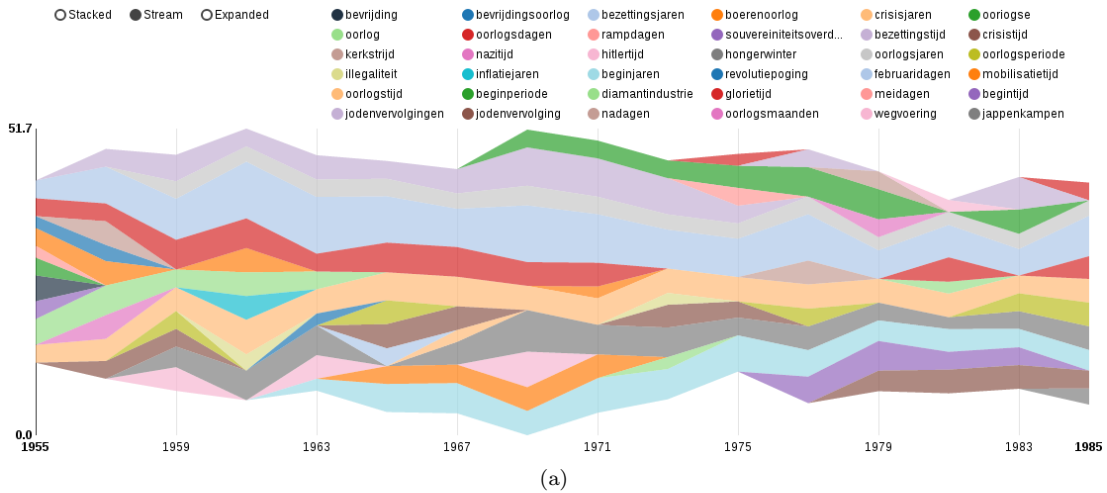 Stacked Stream Expanded bevrijding bevrijdingsoorlog bezettingsjaren boerenoorlog crisisjaren ooriogse
oorlog oorlogsdagen rampdagen souvereiniteitsoverd... bezettingstijd crisistijd
kerkstrijd nazitijd hitlertijd hongerwinter oorlogsjaren oorlogsperiode
illegaliteit inflatiejaren beginjaren revolutiepoging februaridagen mobilisatietijd
oorlogstijd beginperiode diamantindustrie glorietijd meidagen begintijd
jodenvervolgingen jodenvervolging nadagen oorlogsmaanden wegvoering jappenkampen
51.7
0.0
1955 1959 1963 1967 1971 1975 1979 1983 1985
(a)